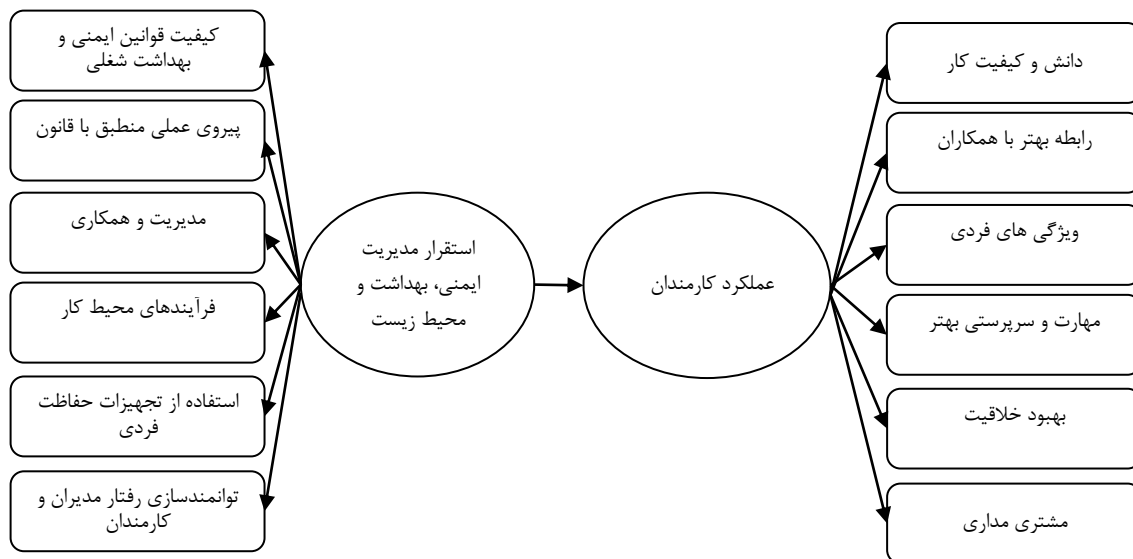 کیفیت قوانین ایمنی و
بهداشت شغلی
پیروی عملی منطبق با قانون
مدیریت و همکاری
فرآیندهای محیط کار
استفاده از تجهیزات حفاظت
فردی
توانمندسازی رفتار مدیران و
کارمندان
استقرار مدیریت
ایمنی، بهداشت و
محیط زیست
عملکرد کارمندان
دانش و کیفیت کار
رابطه بهتر با همکاران
ویژگی های فردی
مهارت و سرپرستی بهتر
بهبود خلاقیت
مشتری مداری